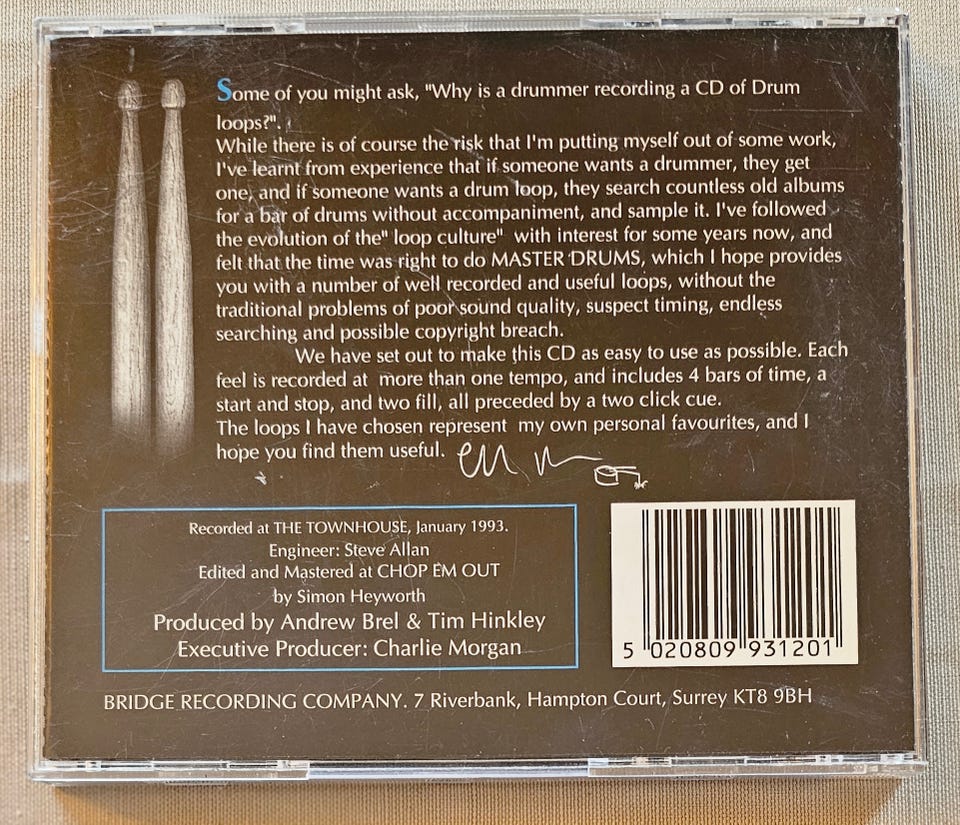 Some of you might ask, "Why is a drummer recording a CD of Drum
loops?".
While there is of course the risk that I'm putting myself out of some work,
I've learnt from experience that if someone wants a drummer, they get
one, and if someone wants a drum loop, they search countless old albums
for a bar of drums without accompaniment, and sample it. I've followed
the evolution of the" loop culture" with interest for some years now, and
felt that the time was right to do MASTER DRUMS, which I hope provides
you with a number of well recorded and useful loops, without the
traditional problems of poor sound quality, suspect timing, endless
searching and possible copyright breach.
We have set out to make this CD as easy to use as possible. Each
feel is recorded at more than one tempo, and includes 4 bars of time, a
start and stop, and two fill, all preceded by a two click cue.
The loops I have chosen represent my own personal favourites, and I
hope you find them useful.
Recorded at THE TOWNHOUSE, January 1993.
Engineer: Steve Allan
Edited and Mastered at CHOP EM OUT
by Simon Heyworth
Produced by Andrew Brel & Tim Hinkley
Executive Producer: Charlie Morgan
5 020809 931201
BRIDGE RECORDING COMPANY. 7 Riverbank, Hampton Court, Surrey KT8 9BH